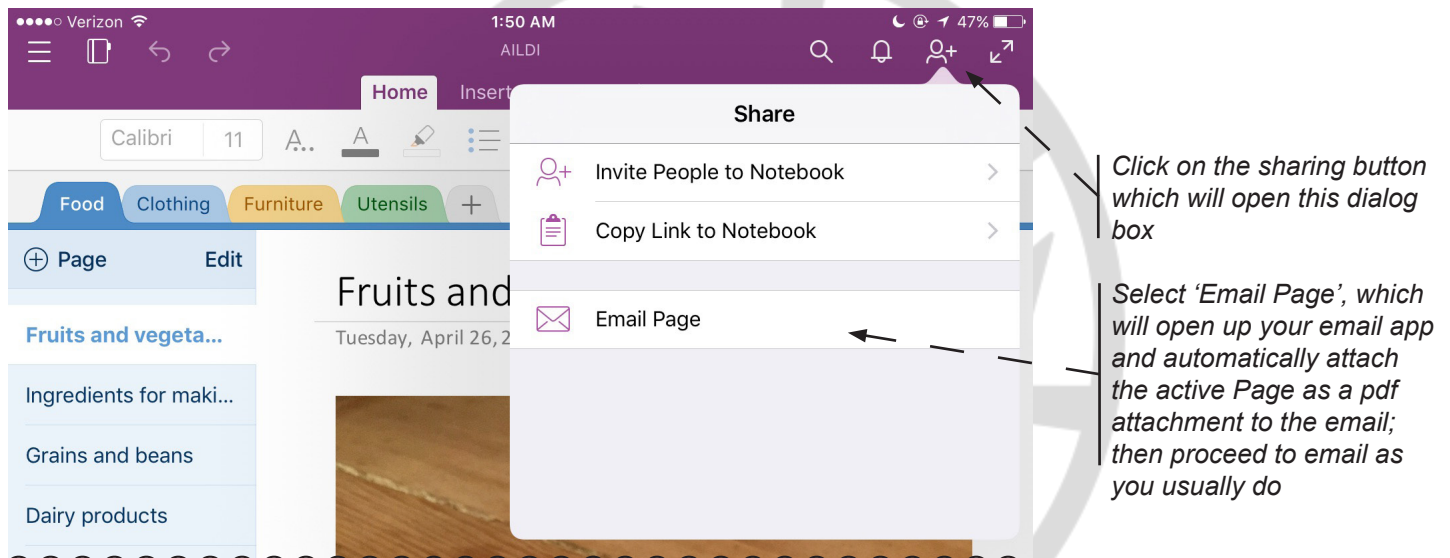 Verizon 1:50 AM 47%
AILDI
Home Insert
Calibri 11 A... A
Food Clothing Furniture Utensils +
Page Edit
Fruits and vegeta...
Ingredients for maki...
Grains and beans
Dairy products
Fruits and
Tuesday, April 26, 2
Share
Invite People to Notebook
Copy Link to Notebook
Email Page
Click on the sharing button
which will open this dialog
box
Select ‘Email Page’, which
will open up your email app
and automatically attach
the active Page as a pdf
attachment to the email;
then proceed to email as
you usually do